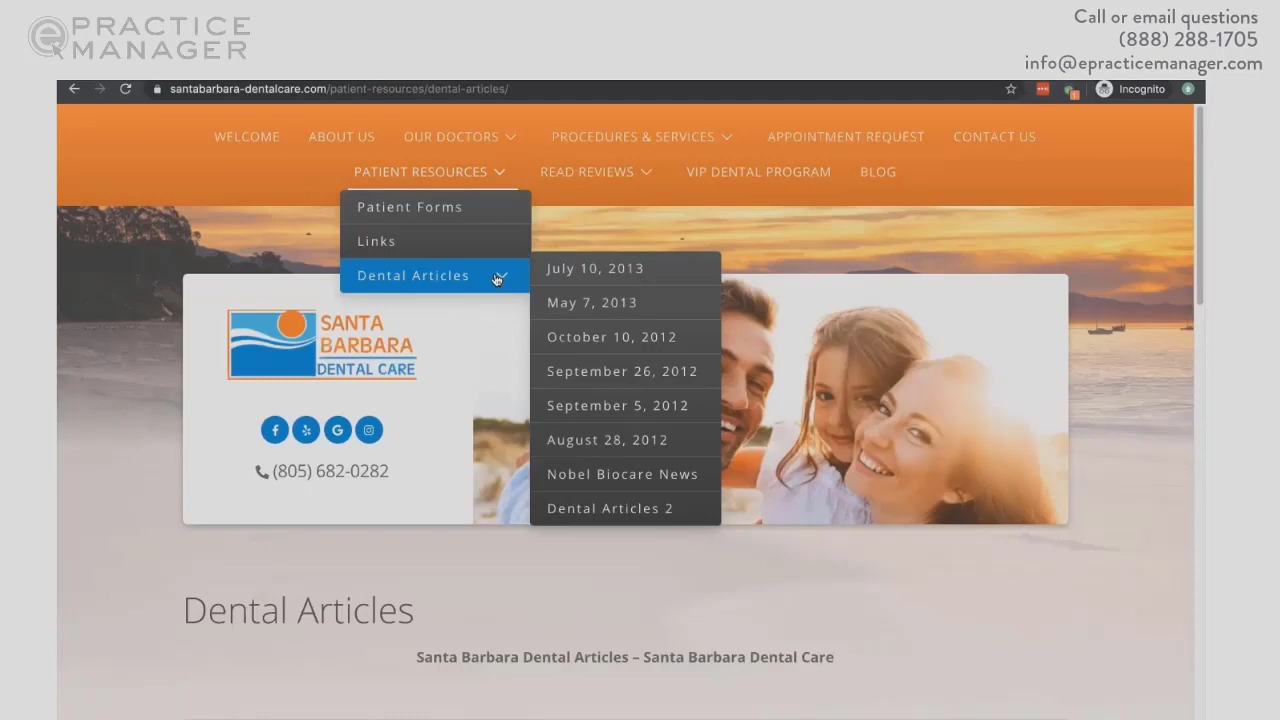 e PRACTICE
MANAGER
Call or email questions
(888) 288-1705
info@epracticemanager.com
santabarbara-dentalcare.com/patient-resources/dental-articles/
1
Incognito
WELCOME
ABOUT US
OUR DOCTORS
PROCEDURES & SERVICES
APPOINTMENT REQUEST
CONTACT US
PATIENT RESOURCES
READ REVIEWS
VIP DENTAL PROGRAM
BLOG
Patient Forms
Links
Dental Articles
July 10, 2013
May 7, 2013
October 10, 2012
September 26, 2012
September 5, 2012
August 28, 2012
Nobel Biocare News
Dental Articles 2
SANTA
BARBARA
DENTAL CARE
(805) 682-0282
Dental Articles
Santa Barbara Dental Articles – Santa Barbara Dental Care